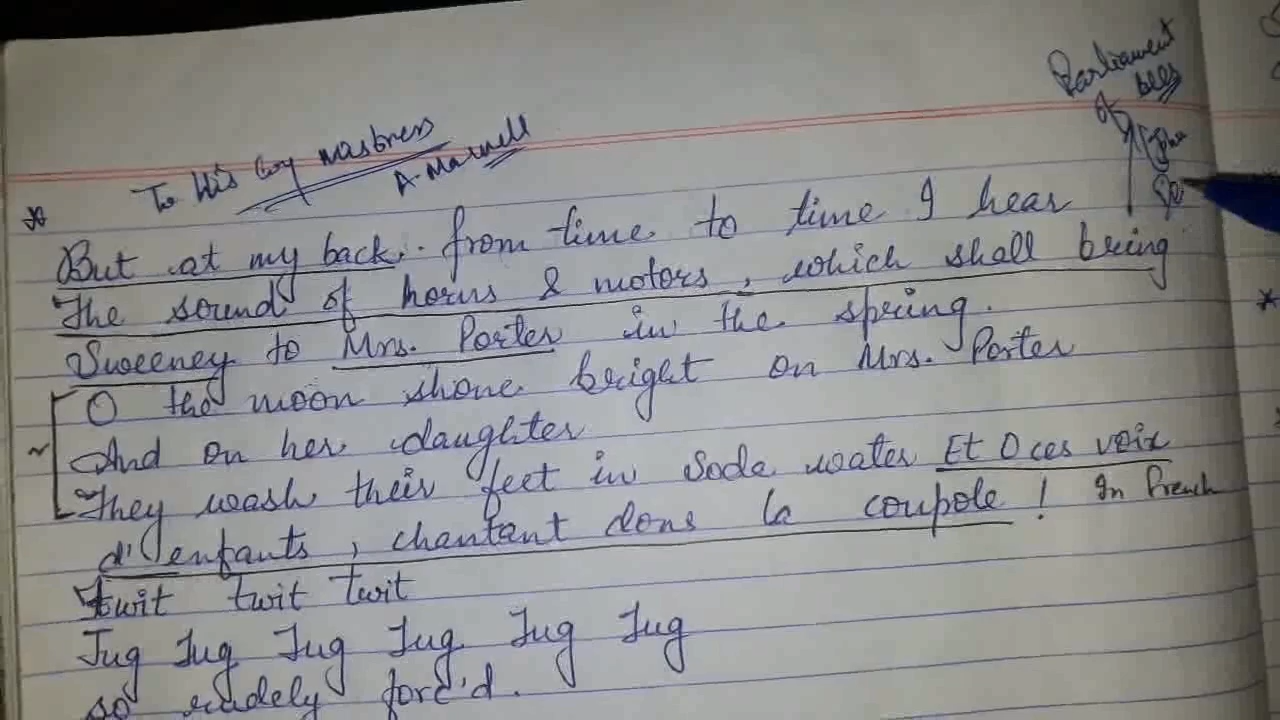 Parliament
of bees
To His Coy mastress
A. Marvell
But at my back. from time to time I hear
The sound of horns & motors, which shall bring
Sweeney to Mrs. Porter in the spring.
O the moon shone bright on Mrs. Porter
And on her daughter
They wash their feet in Soda water Et O ces voix
d'enfants, chantant dans la coupole! In French
twit twit twit
Jug Jug Jug Jug Jug Jug
so rudely forc'd.